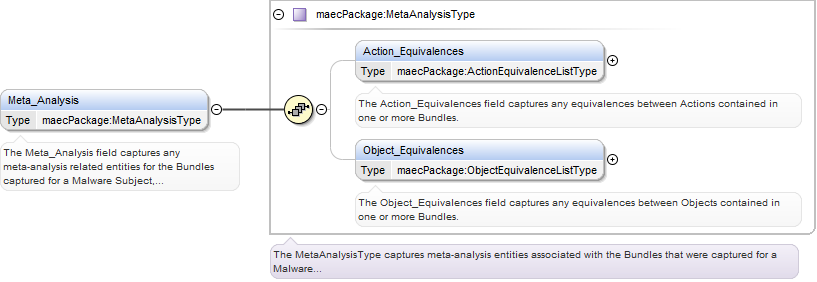 maecPackage:MetaAnalysisType
Action_Equivalences
Type maecPackage:ActionEquivalenceListType
The Action_Equivalences field captures any equivalences between Actions contained in
one or more Bundles.
Meta_Analysis
Type maecPackage:MetaAnalysisType
The Meta_Analysis field captures any
meta-analysis related entities for the Bundles
captured for a Malware Subject,...
Object_Equivalences
Type maecPackage:ObjectEquivalenceListType
The Object_Equivalences field captures any equivalences between Objects contained in
one or more Bundles.
The MetaAnalysisType captures meta-analysis entities associated with the Bundles that were captured for a
Malware...